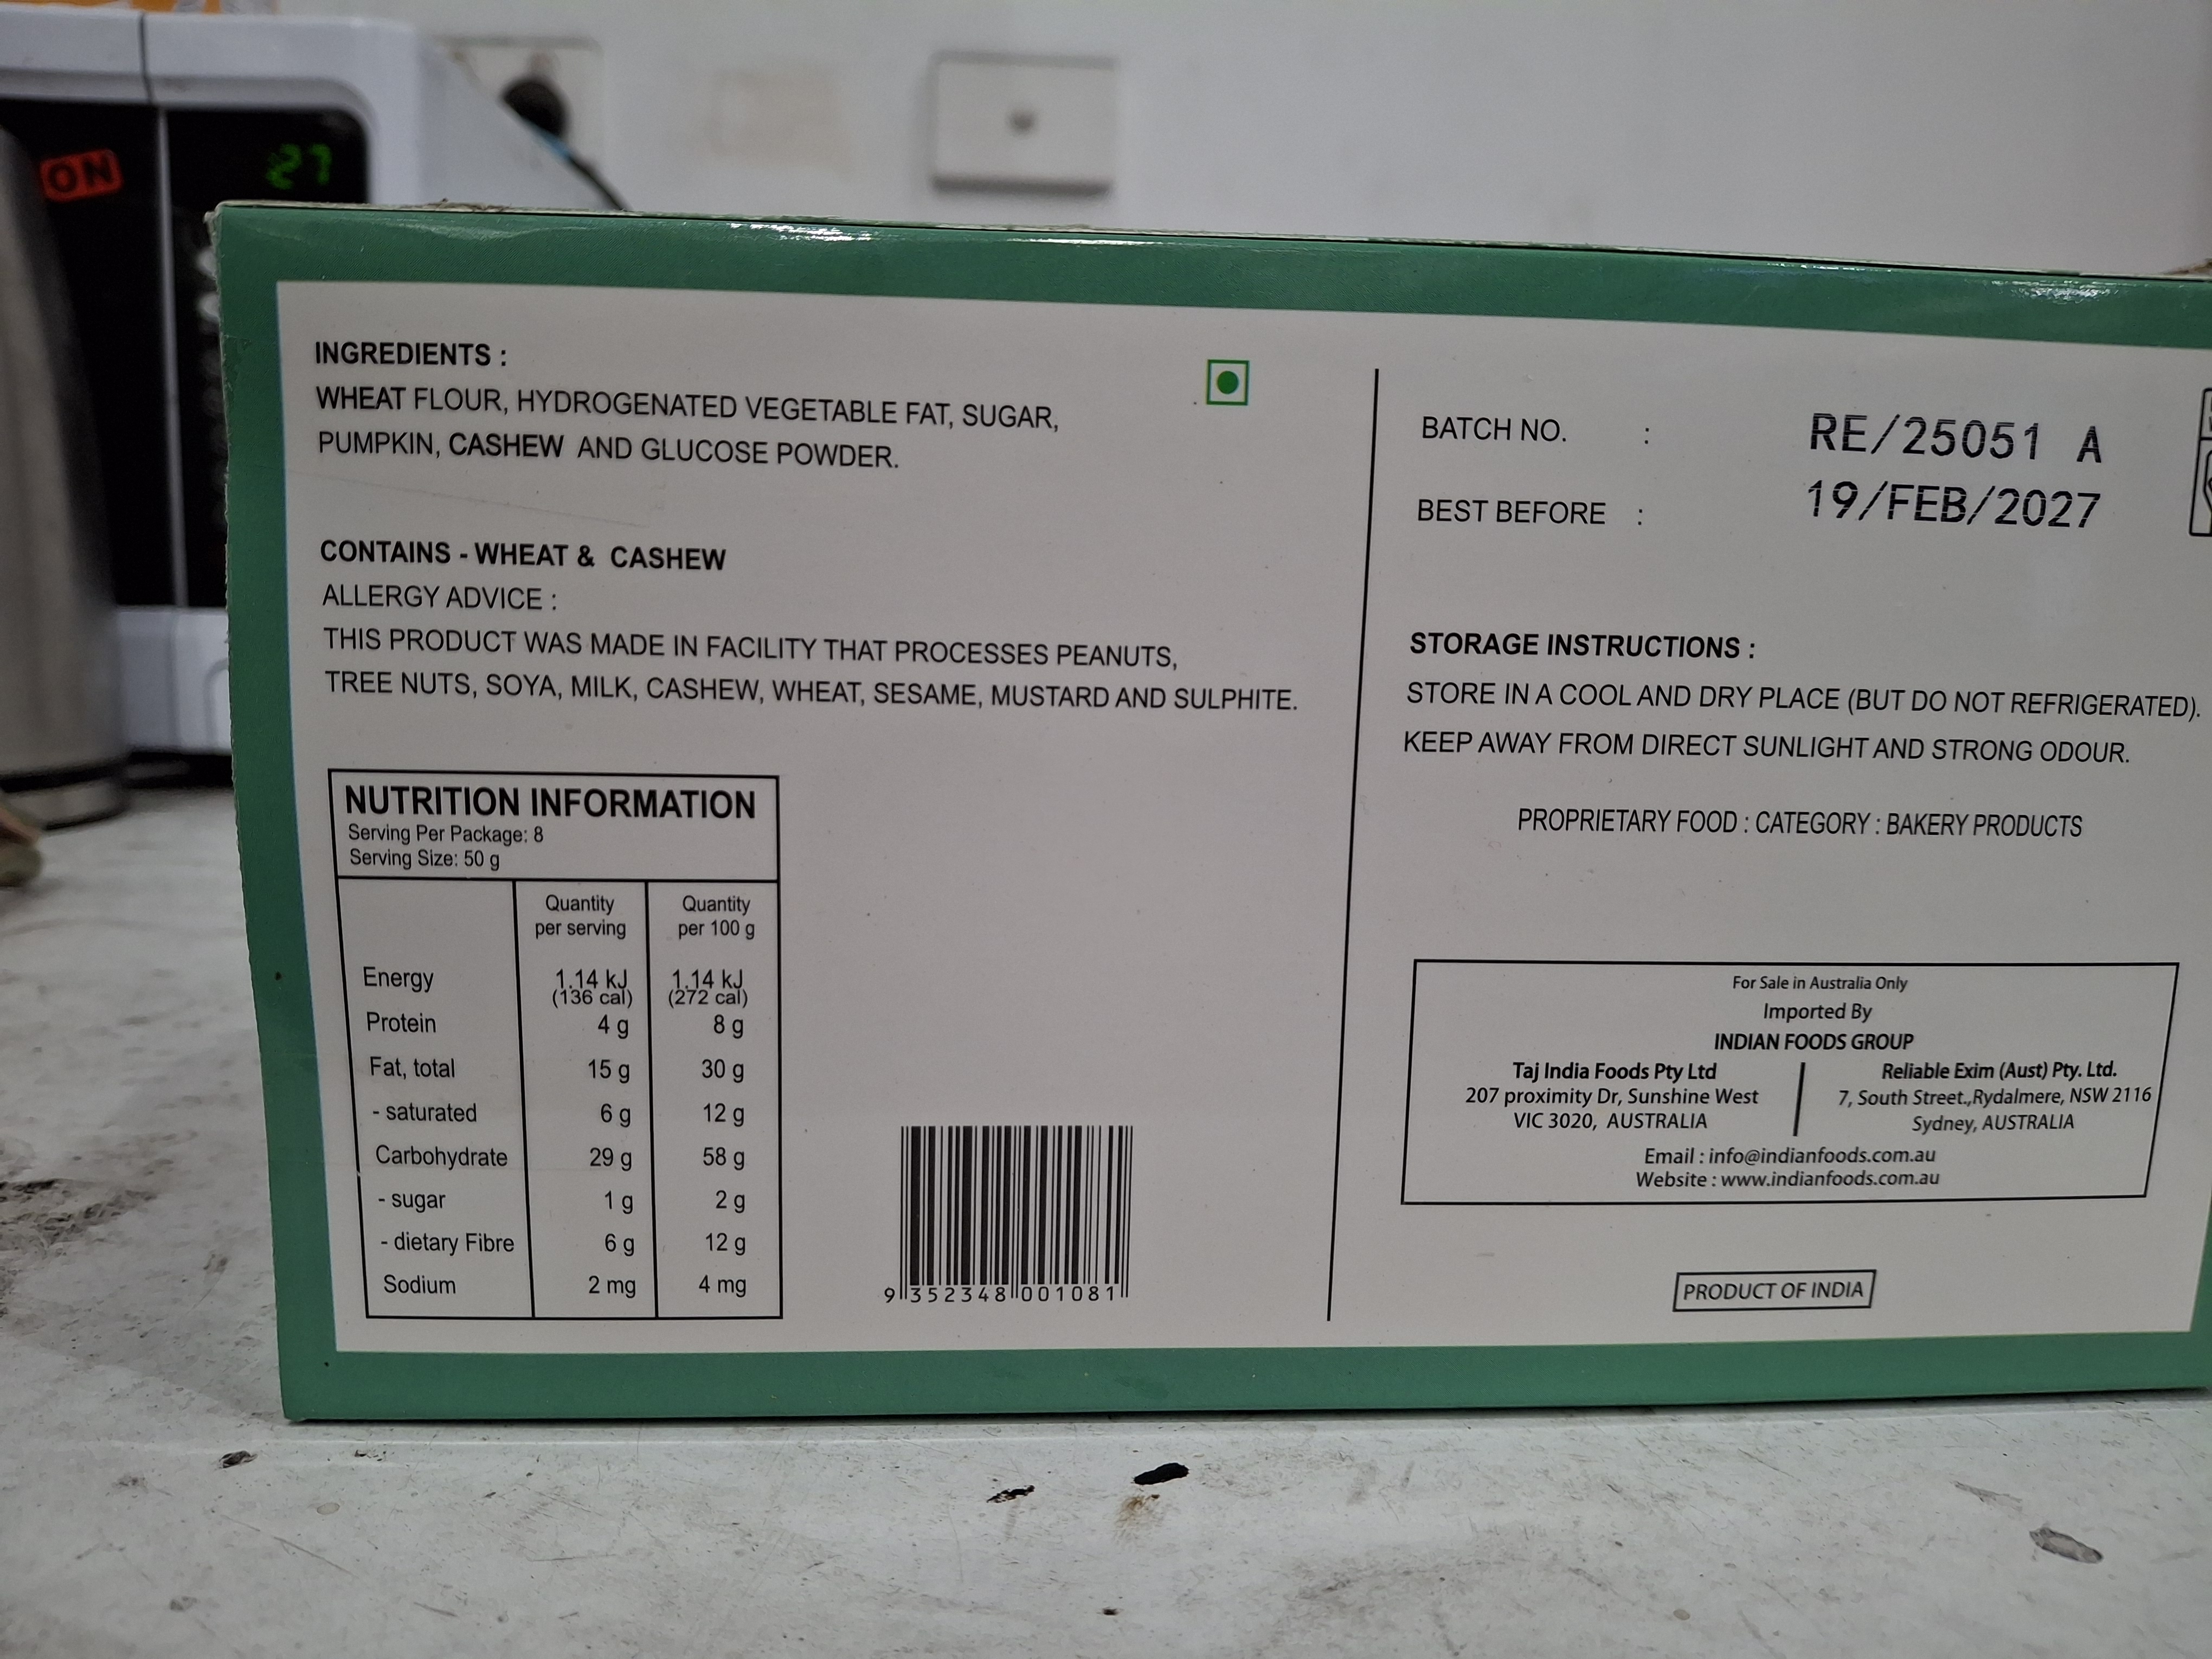 ON
27
INGREDIENTS :
WHEAT FLOUR, HYDROGENATED VEGETABLE FAT, SUGAR,
PUMPKIN, CASHEW AND GLUCOSE POWDER.
CONTAINS - WHEAT & CASHEW
ALLERGY ADVICE :
THIS PRODUCT WAS MADE IN FACILITY THAT PROCESSES PEANUTS,
TREE NUTS, SOYA, MILK, CASHEW, WHEAT, SESAME, MUSTARD AND SULPHITE.
NUTRITION INFORMATION
Serving Per Package: 8
Serving Size: 50 g
Quantity per serving Quantity per 100 g
Energy 1.14 kJ (136 cal) 1.14 kJ (272 cal)
Protein 4 g 8 g
Fat, total 15 g 30 g
- saturated 6 g 12 g
Carbohydrate 29 g 58 g
- sugar 1 g 2 g
- dietary Fibre 6 g 12 g
Sodium 2 mg 4 mg
9 352348 001081
BATCH NO. : RE/25051 A
BEST BEFORE : 19/FEB/2027
STORAGE INSTRUCTIONS :
STORE IN A COOL AND DRY PLACE (BUT DO NOT REFRIGERATED).
KEEP AWAY FROM DIRECT SUNLIGHT AND STRONG ODOUR.
PROPRIETARY FOOD : CATEGORY : BAKERY PRODUCTS
For Sale in Australia Only
Imported By
INDIAN FOODS GROUP
Taj India Foods Pty Ltd
207 proximity Dr, Sunshine West
VIC 3020, AUSTRALIA
Reliable Exim (Aust) Pty. Ltd.
7, South Street.,Rydalmere, NSW 2116
Sydney, AUSTRALIA
Email : info@indianfoods.com.au
Website : www.indianfoods.com.au
PRODUCT OF INDIA